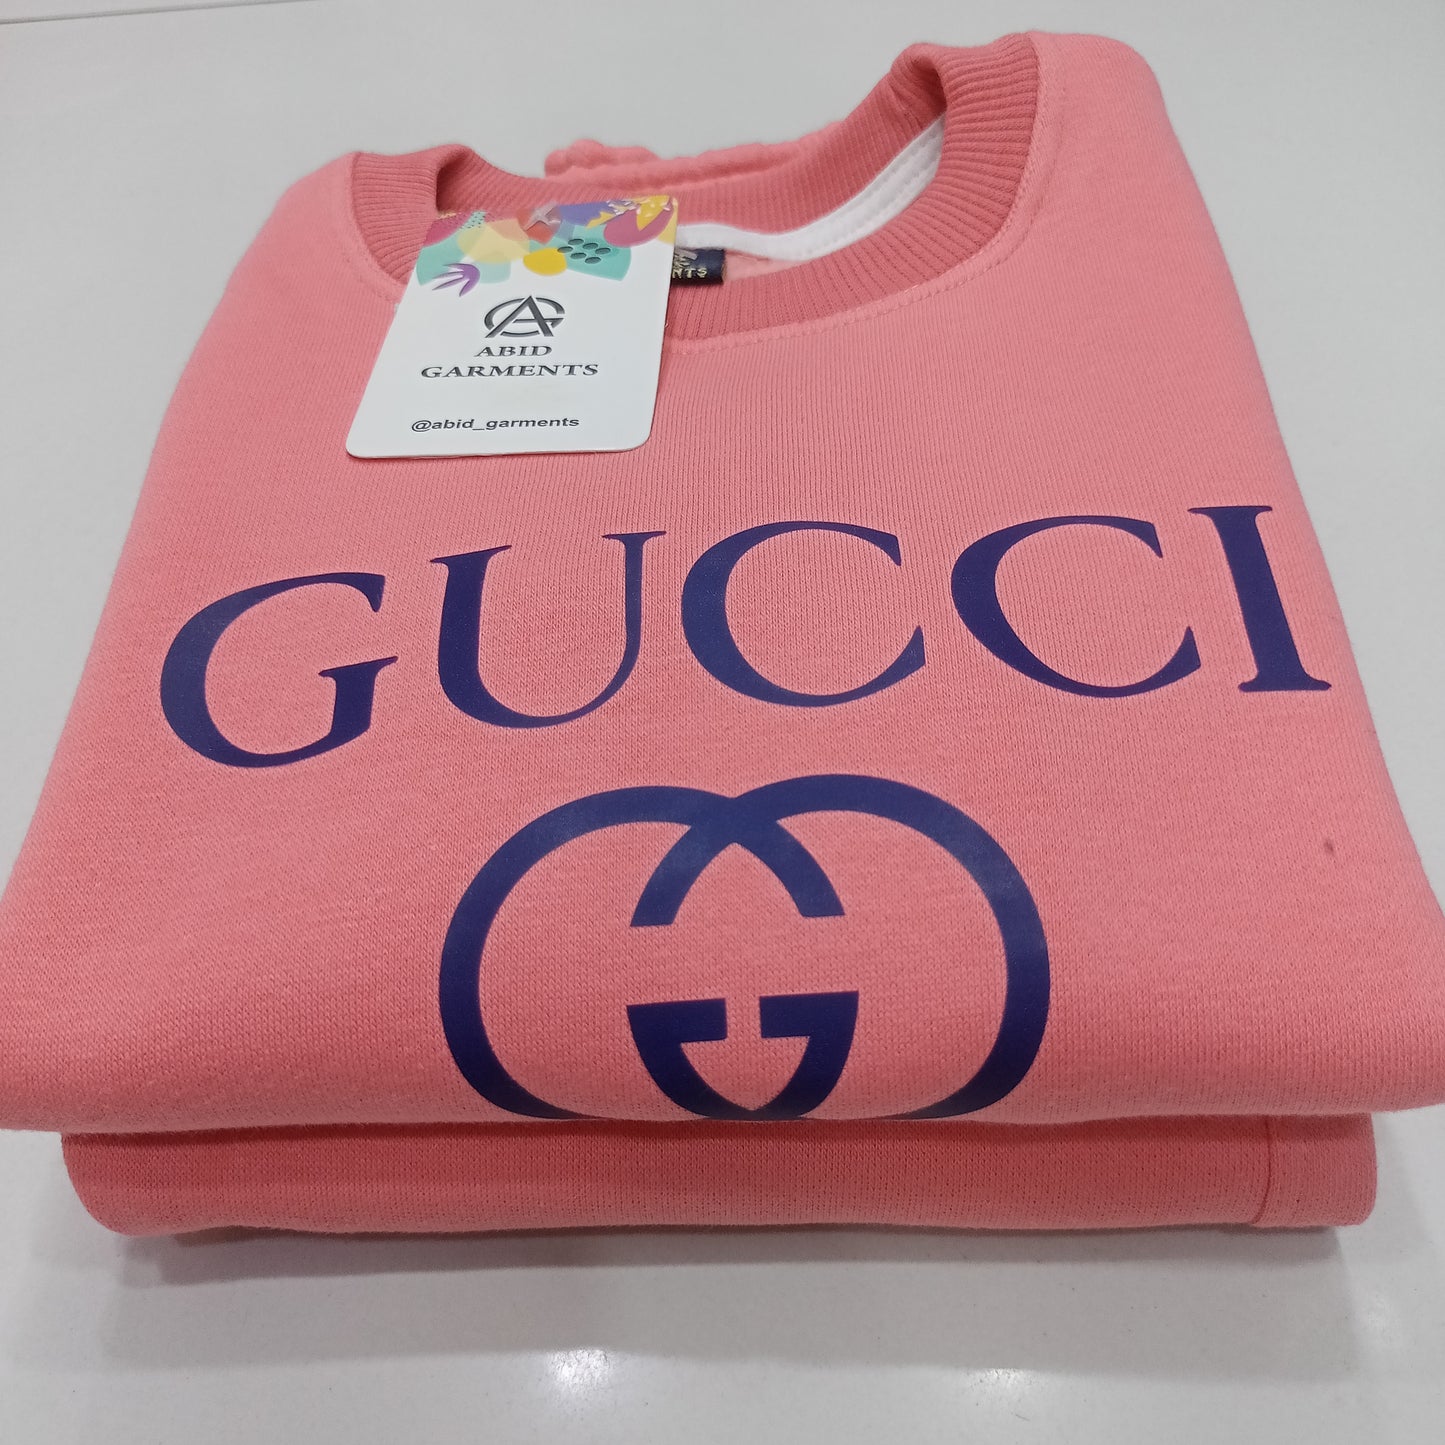 ABID
GARMENTS
@abid_garments
GUCCI